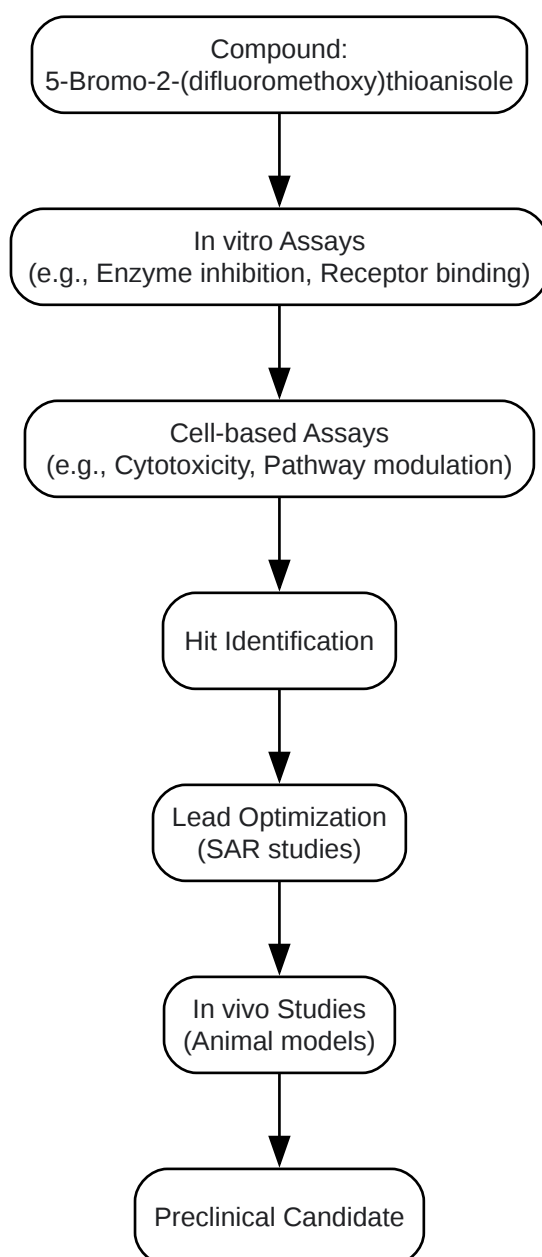 Compound:
5-Bromo-2-(difluoromethoxy)thioanisole
In vitro Assays
(e.g., Enzyme inhibition, Receptor binding)
Cell-based Assays
(e.g., Cytotoxicity, Pathway modulation)
Hit Identification
Lead Optimization
(SAR studies)
In vivo Studies
(Animal models)
Preclinical Candidate